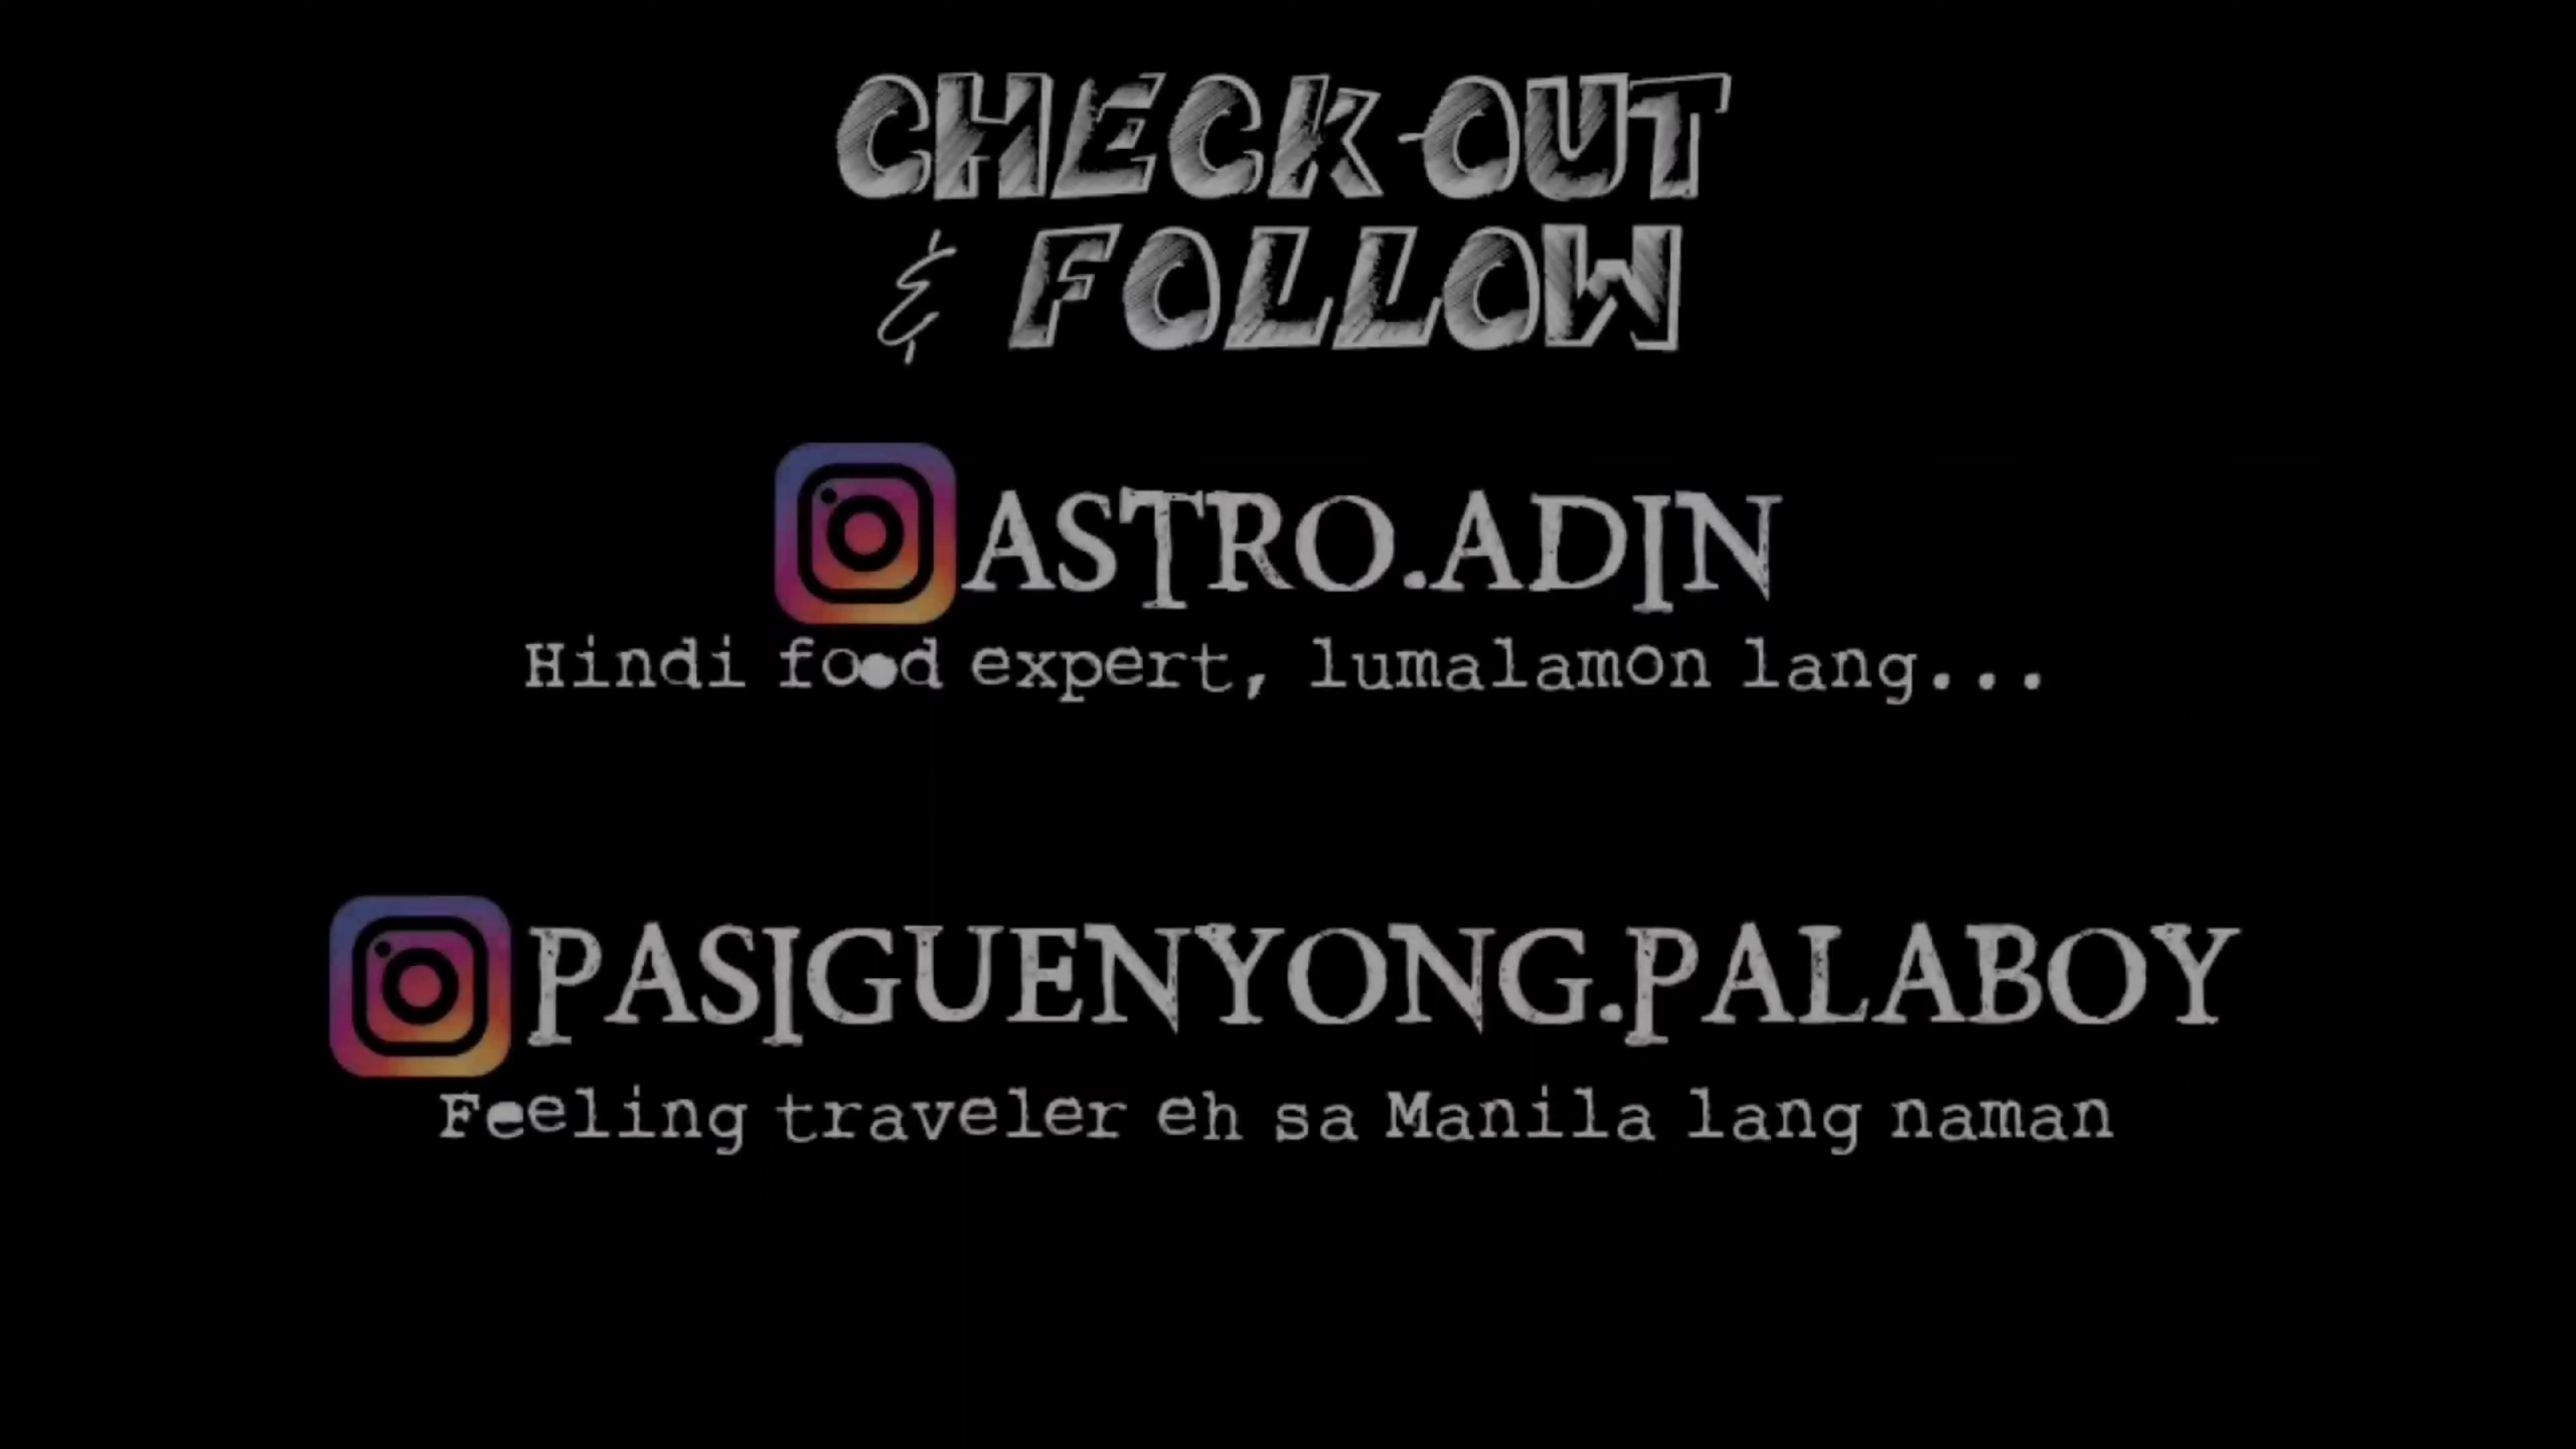 CHECK-OUT
& FOLLOW
ASTRO.ADIN
Hindi food expert, lumalamon lang...
PASIGUENYONG.PALABOY
Feeling traveler eh sa Manila lang naman